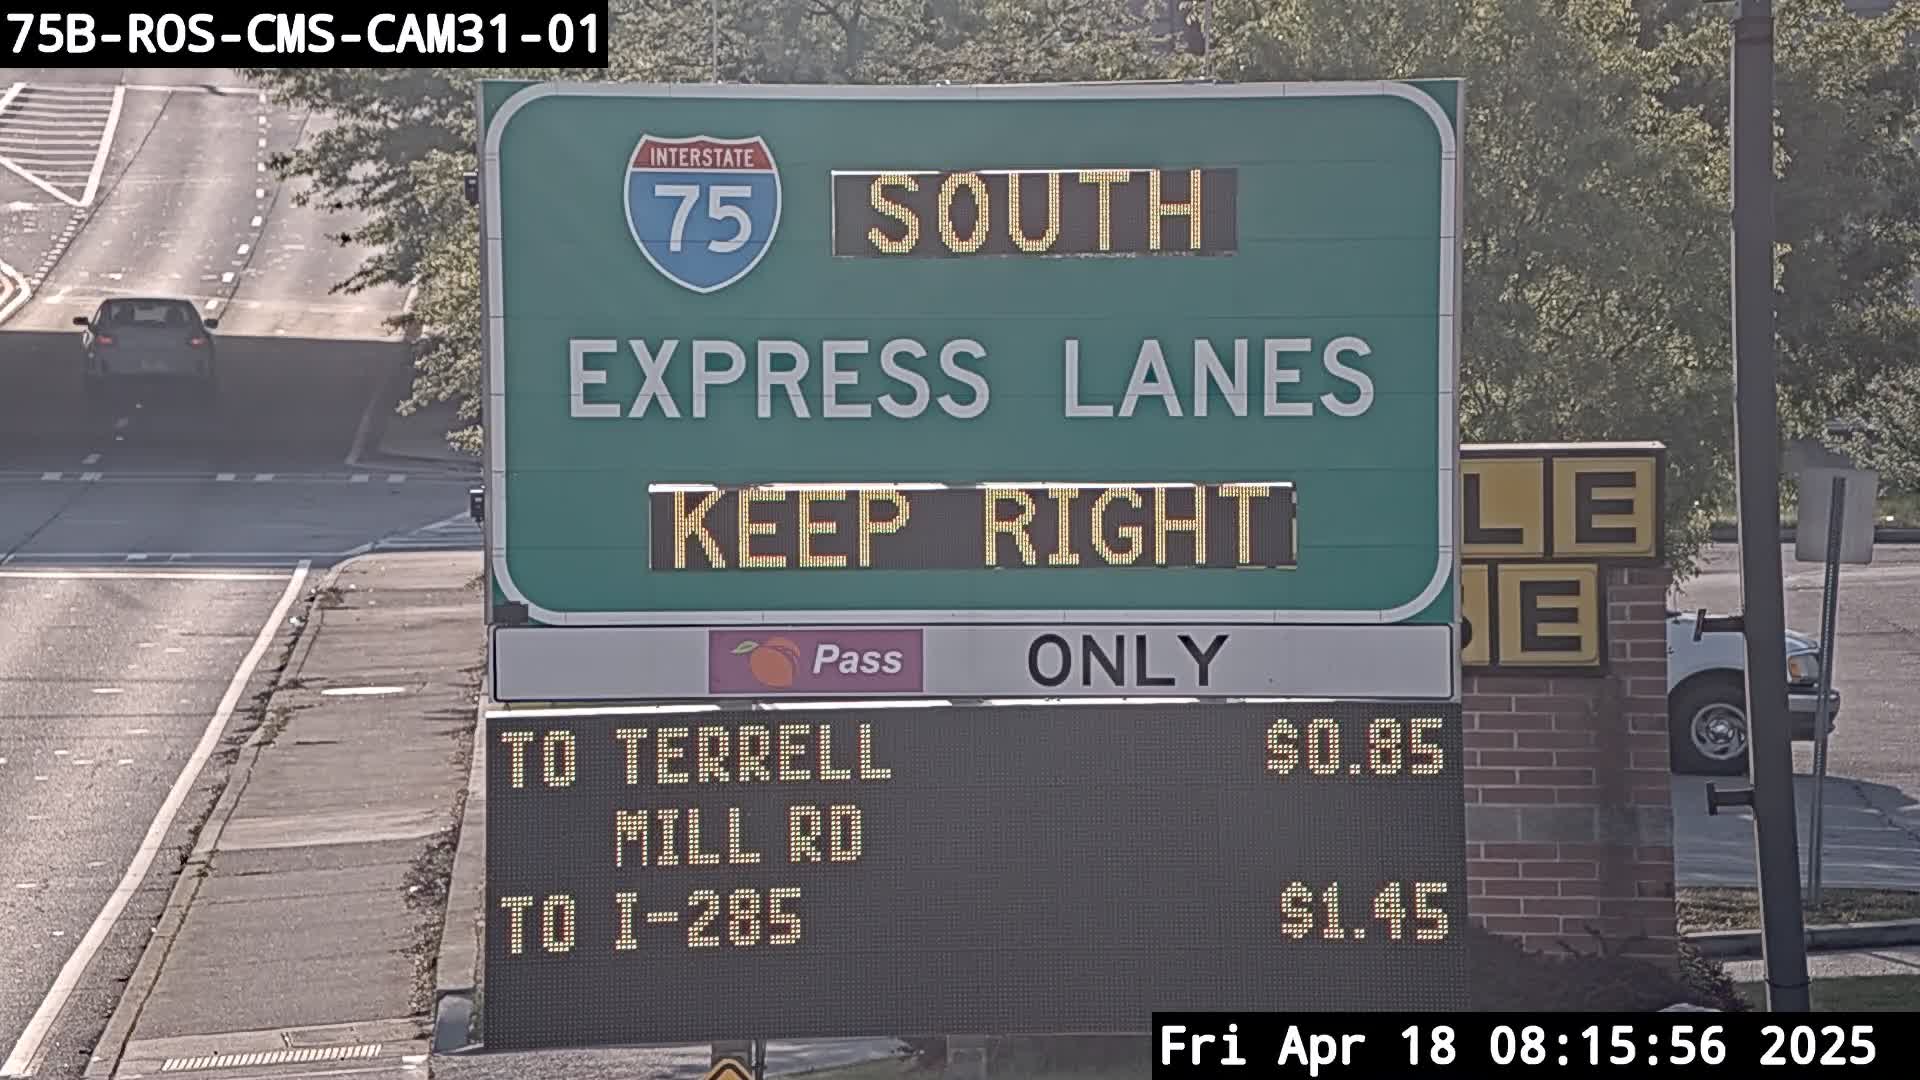 75B-ROS-CMS-CAM31-01
INTERSTATE
75
SOUTH
EXPRESS LANES
KEEP RIGHT
Pass ONLY
TO TERRELL $0.85
MILL RD
TO I-285 $1.45
LE
E
Fri Apr 18 08:15:56 2025